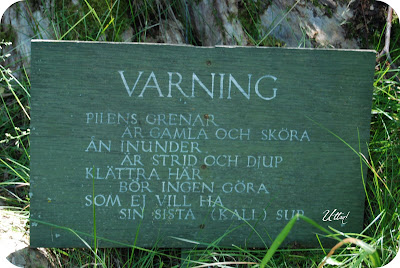 VARNING
PILENS GRENAR
ÄR GAMLA OCH SKÖRA
ÅN INUNDER
ÄR STRID OCH DJUP
KLÄTTRA HÄR
BÖR INGEN GÖRA
SOM EJ VILL HA
SIN SISTA (KALL) SUP